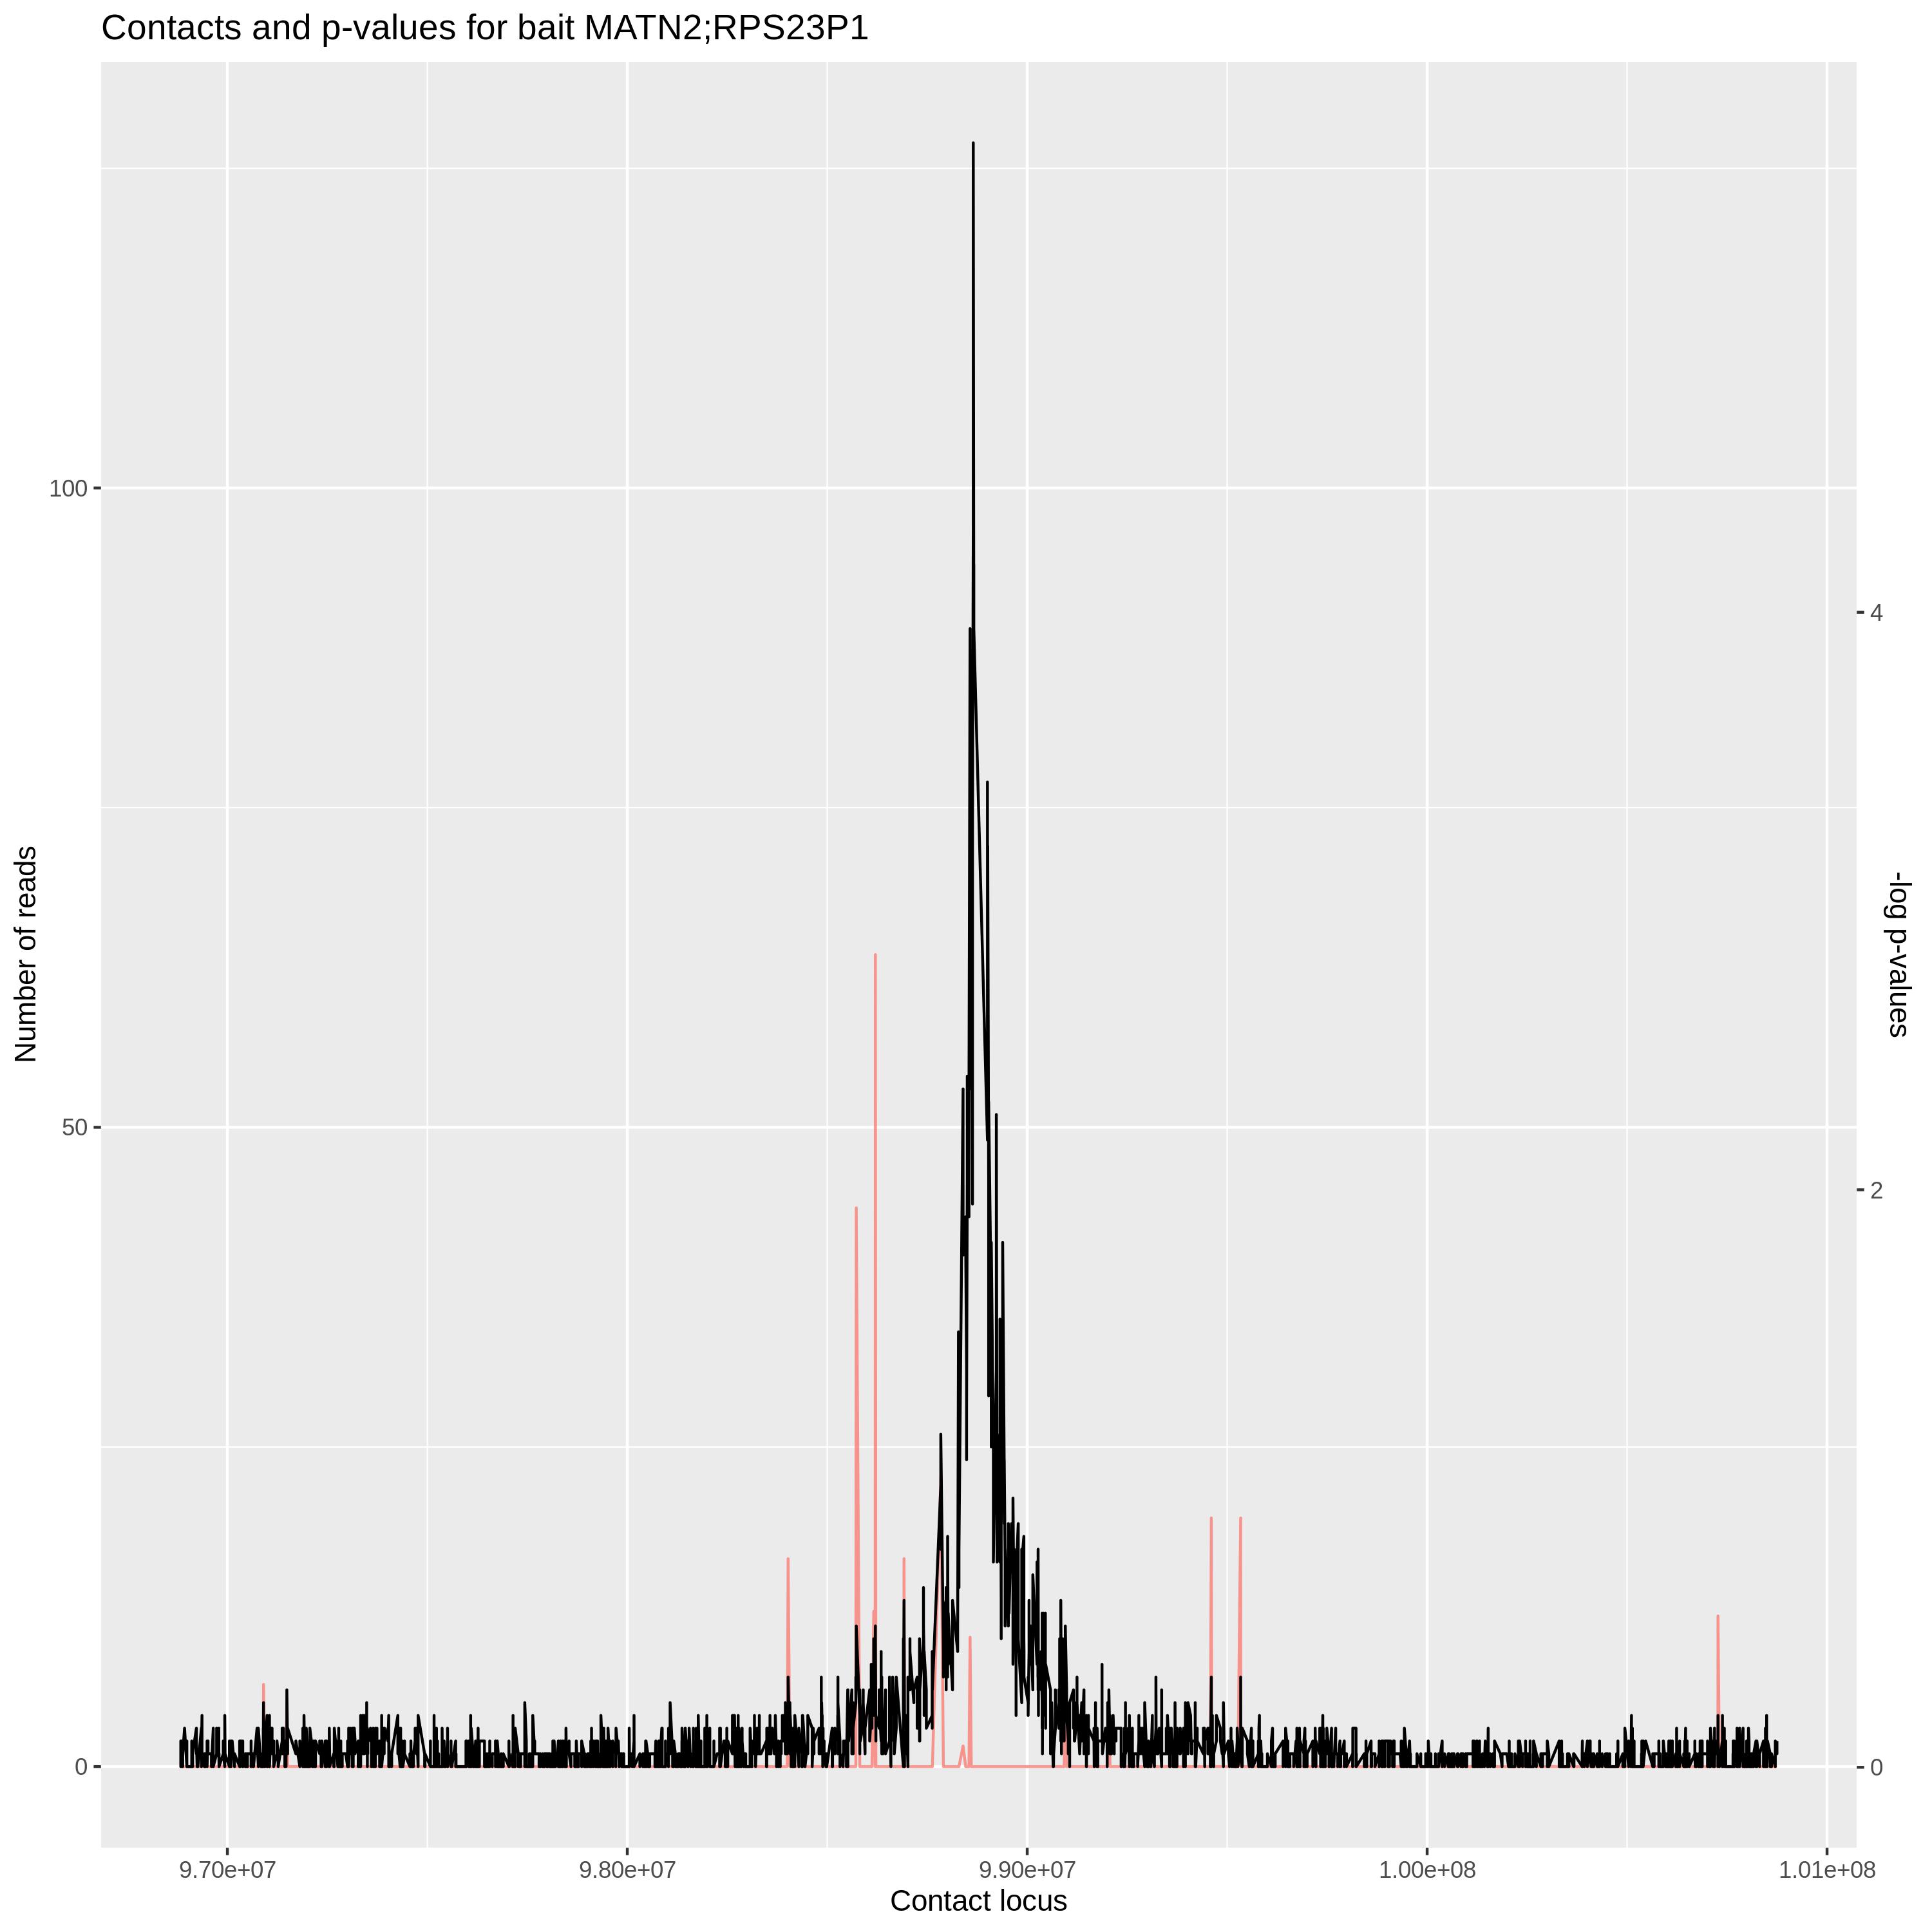 Contacts and p-values for bait MATN2;RPS23P1
Number of reads
100
50
0
4
2
0
-log p-values
9.70e+07 9.80e+07 9.90e+07 1.00e+08 1.01e+08
Contact locus